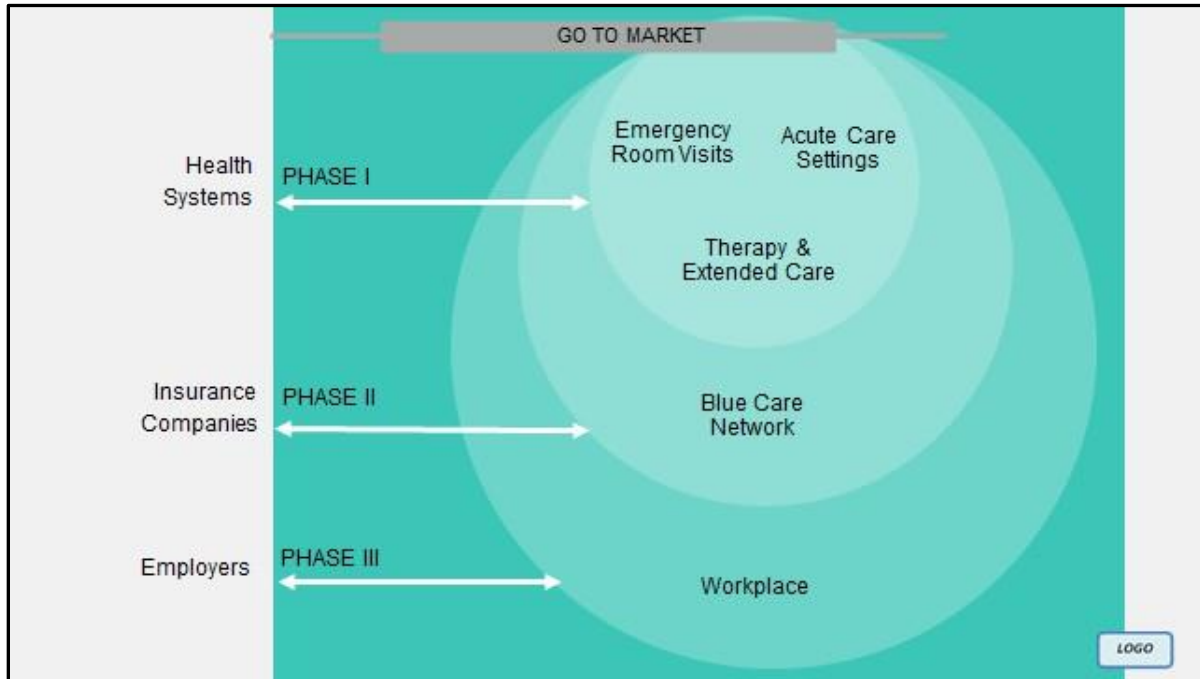 GO TO MARKET
Health
Systems
PHASE I
Emergency
Room Visits
Acute Care
Settings
Therapy &
Extended Care
Insurance
Companies
PHASE II
Blue Care
Network
Employers
PHASE III
Workplace
LOGO